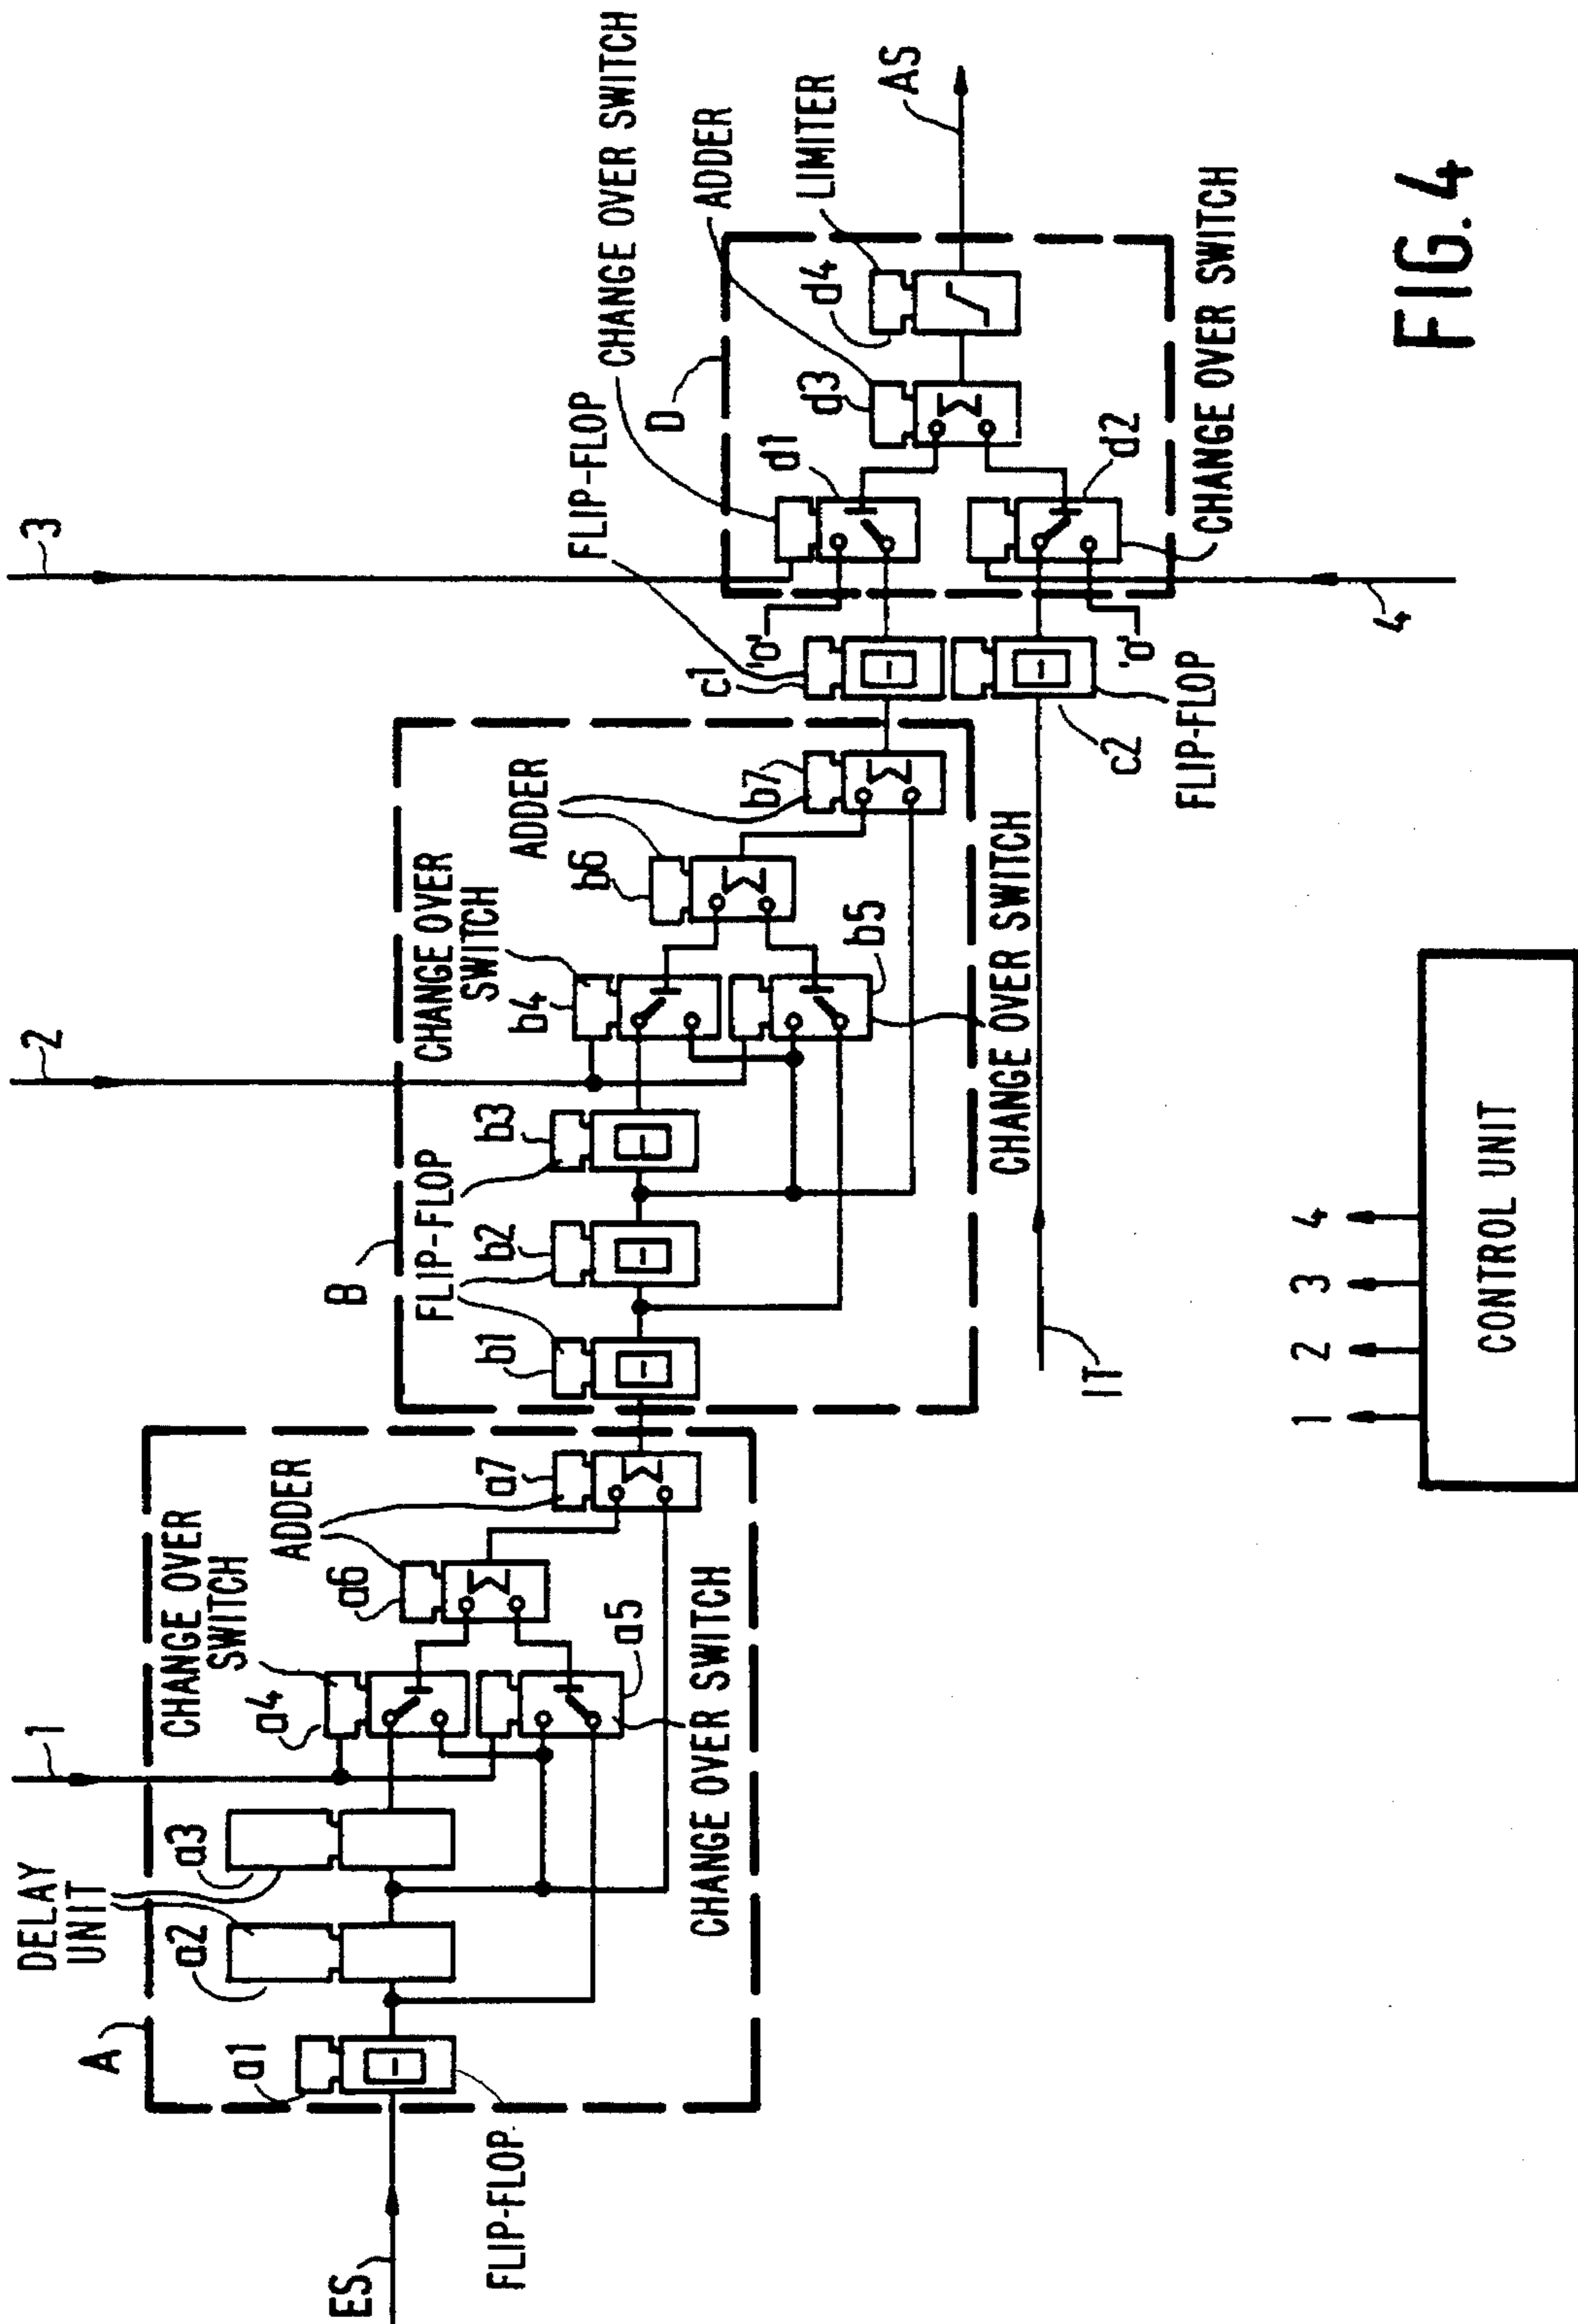 ES
A
a1
FLIP-FLOP
DELAY
UNIT
a2
a3
1
CHANGE OVER
SWITCH
a4
a5
CHANGE OVER SWITCH
ADDER
a6
a7
B
FLIP-FLOP
b1
b2
b3
2
CHANGE OVER
SWITCH
b4
b5
CHANGE OVER SWITCH
ADDER
b6
b7
IT
c1
'0'
FLIP-FLOP
c2
'0'
FLIP-FLOP
3
4
D
CHANGE OVER SWITCH
d1
d2
CHANGE OVER SWITCH
ADDER
d3
LIMITER
d4
AS
1 2 3 4
CONTROL UNIT
FIG. 4
Σ
Σ
Σ
Σ
Σ